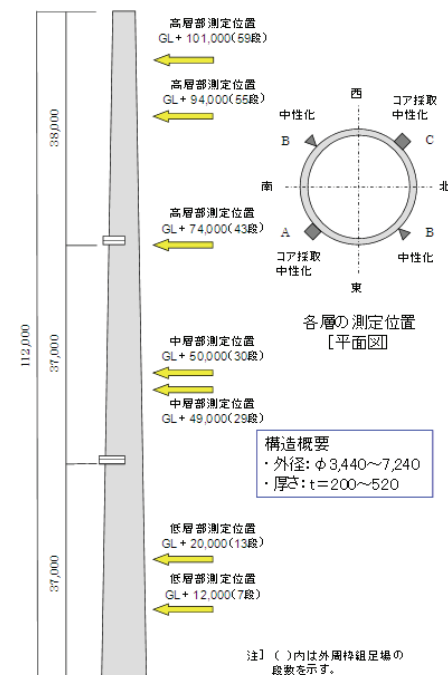 高層部測定位置
GL+101,000(59段)
高層部測定位置
GL+94,000(55段)
高層部測定位置
GL+74,000(43段)
中層部測定位置
GL+50,000(30段)
中層部測定位置
GL+49,000(29段)
低層部測定位置
GL+20,000(13段)
低層部測定位置
GL+12,000(7段)
38,000
37,000
37,000
112,000
西
コア採取
中性化
中性化
B
C
南
北
A
B
コア採取
中性化
中性化
東
各層の測定位置
[平面図]
構造概要
・外径:φ3,440～7,240
・厚さ:t=200～520
注] ( )内は外周枠組足場の
段数を示す。